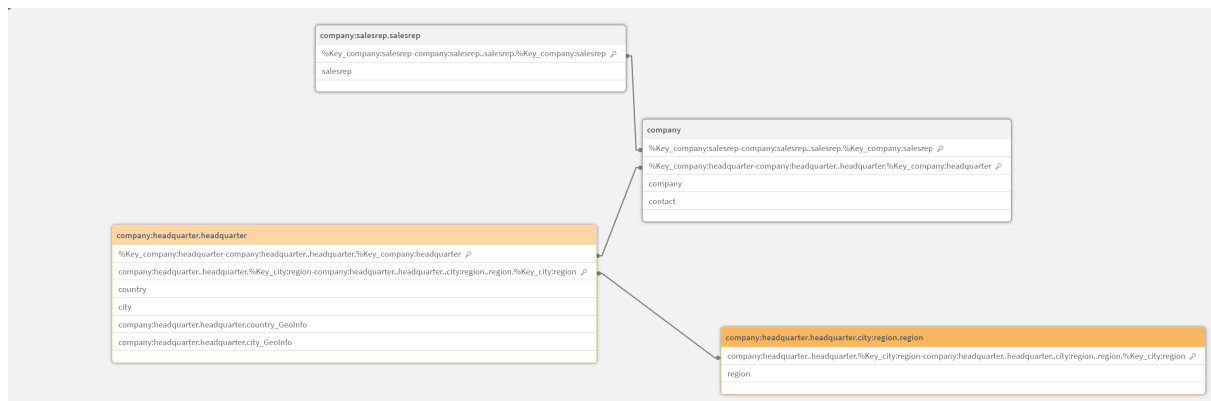 company:salesrep.salesrep
%Key_company:salesrep-company:salesrep..salesrep.%Key_company:salesrep
salesrep
company
%Key_company:salesrep-company:salesrep..salesrep.%Key_company:salesrep
%Key_company:headquarter-company:headquarter..headquarter.%Key_company:headquarter
company
contact
company:headquarter.headquarter
%Key_company:headquarter-company:headquarter..headquarter.%Key_company:headquarter
company:headquarter..headquarter.%Key_city:region-company:headquarter..headquarter..city:region..region.%Key_city:region
country
city
company:headquarter.headquarter.country_GeoInfo
company:headquarter.headquarter.city_GeoInfo
company:headquarter.headquarter.city:region.region
company:headquarter..headquarter.%Key_city:region-company:headquarter..headquarter..city:region..region.%Key_city:region
region